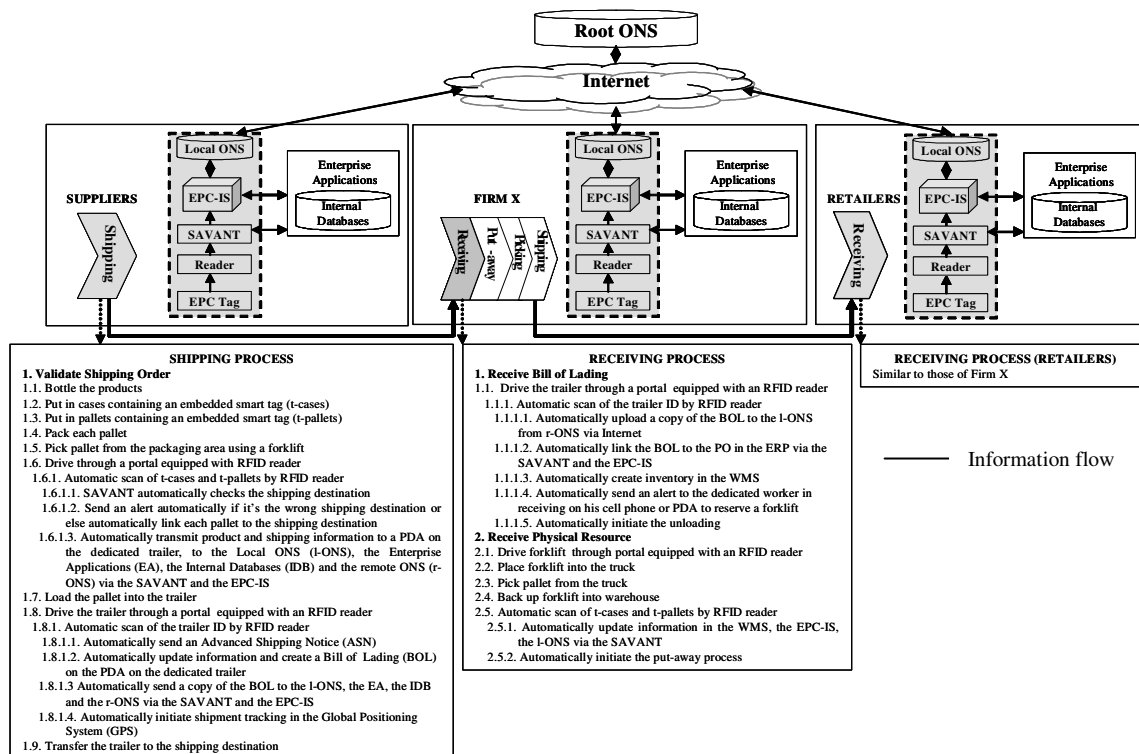 Root ONS
Internet
SUPPLIERS
Shipping
Local ONS
EPC-IS
SAVANT
Reader
EPC Tag
Enterprise
Applications
Internal
Databases
FIRM X
Receiving
Put -away
Picking
Shipping
Local ONS
EPC-IS
SAVANT
Reader
EPC Tag
Enterprise
Applications
Internal
Databases
RETAILERS
Receiving
Local ONS
EPC-IS
SAVANT
Reader
EPC Tag
Enterprise
Applications
Internal
Databases
SHIPPING PROCESS
1. Validate Shipping Order
1.1. Bottle the products
1.2. Put in cases containing an embedded smart tag (t-cases)
1.3. Put in pallets containing an embedded smart tag (t-pallets)
1.4. Pack each pallet
1.5. Pick pallet from the packaging area using a forklift
1.6. Drive through a portal equipped with RFID reader
1.6.1. Automatic scan of t-cases and t-pallets by RFID reader
1.6.1.1. SAVANT automatically checks the shipping destination
1.6.1.2. Send an alert automatically if it's the wrong shipping destination or
else automatically link each pallet to the shipping destination
1.6.1.3. Automatically transmit product and shipping information to a PDA on
the dedicated trailer, to the Local ONS (l-ONS), the Enterprise
Applications (EA), the Internal Databases (IDB) and the remote ONS (r-
ONS) via the SAVANT and the EPC-IS
1.7. Load the pallet into the trailer
1.8. Drive the trailer through a portal equipped with an RFID reader
1.8.1. Automatic scan of the trailer ID by RFID reader
1.8.1.1. Automatically send an Advanced Shipping Notice (ASN)
1.8.1.2. Automatically update information and create a Bill of Lading (BOL)
on the PDA on the dedicated trailer
1.8.1.3 Automatically send a copy of the BOL to the l-ONS, the EA, the IDB
and the r-ONS via the SAVANT and the EPC-IS
1.8.1.4. Automatically initiate shipment tracking in the Global Positioning
System (GPS)
1.9. Transfer the trailer to the shipping destination
RECEIVING PROCESS
1. Receive Bill of Lading
1.1. Drive the trailer through a portal equipped with an RFID reader
1.1.1. Automatic scan of the trailer ID by RFID reader
1.1.1.1. Automatically upload a copy of the BOL to the l-ONS
from r-ONS via Internet
1.1.1.2. Automatically link the BOL to the PO in the ERP via the
SAVANT and the EPC-IS
1.1.1.3. Automatically create inventory in the WMS
1.1.1.4. Automatically send an alert to the dedicated worker in
receiving on his cell phone or PDA to reserve a forklift
1.1.1.5. Automatically initiate the unloading
2. Receive Physical Resource
2.1. Drive forklift through portal equipped with an RFID reader
2.2. Place forklift into the truck
2.3. Pick pallet from the truck
2.4. Back up forklift into warehouse
2.5. Automatic scan of t-cases and t-pallets by RFID reader
2.5.1. Automatically update information in the WMS, the EPC-IS,
the l-ONS via the SAVANT
2.5.2. Automatically initiate the put-away process
RECEIVING PROCESS (RETAILERS)
Similar to those of Firm X
Information flow